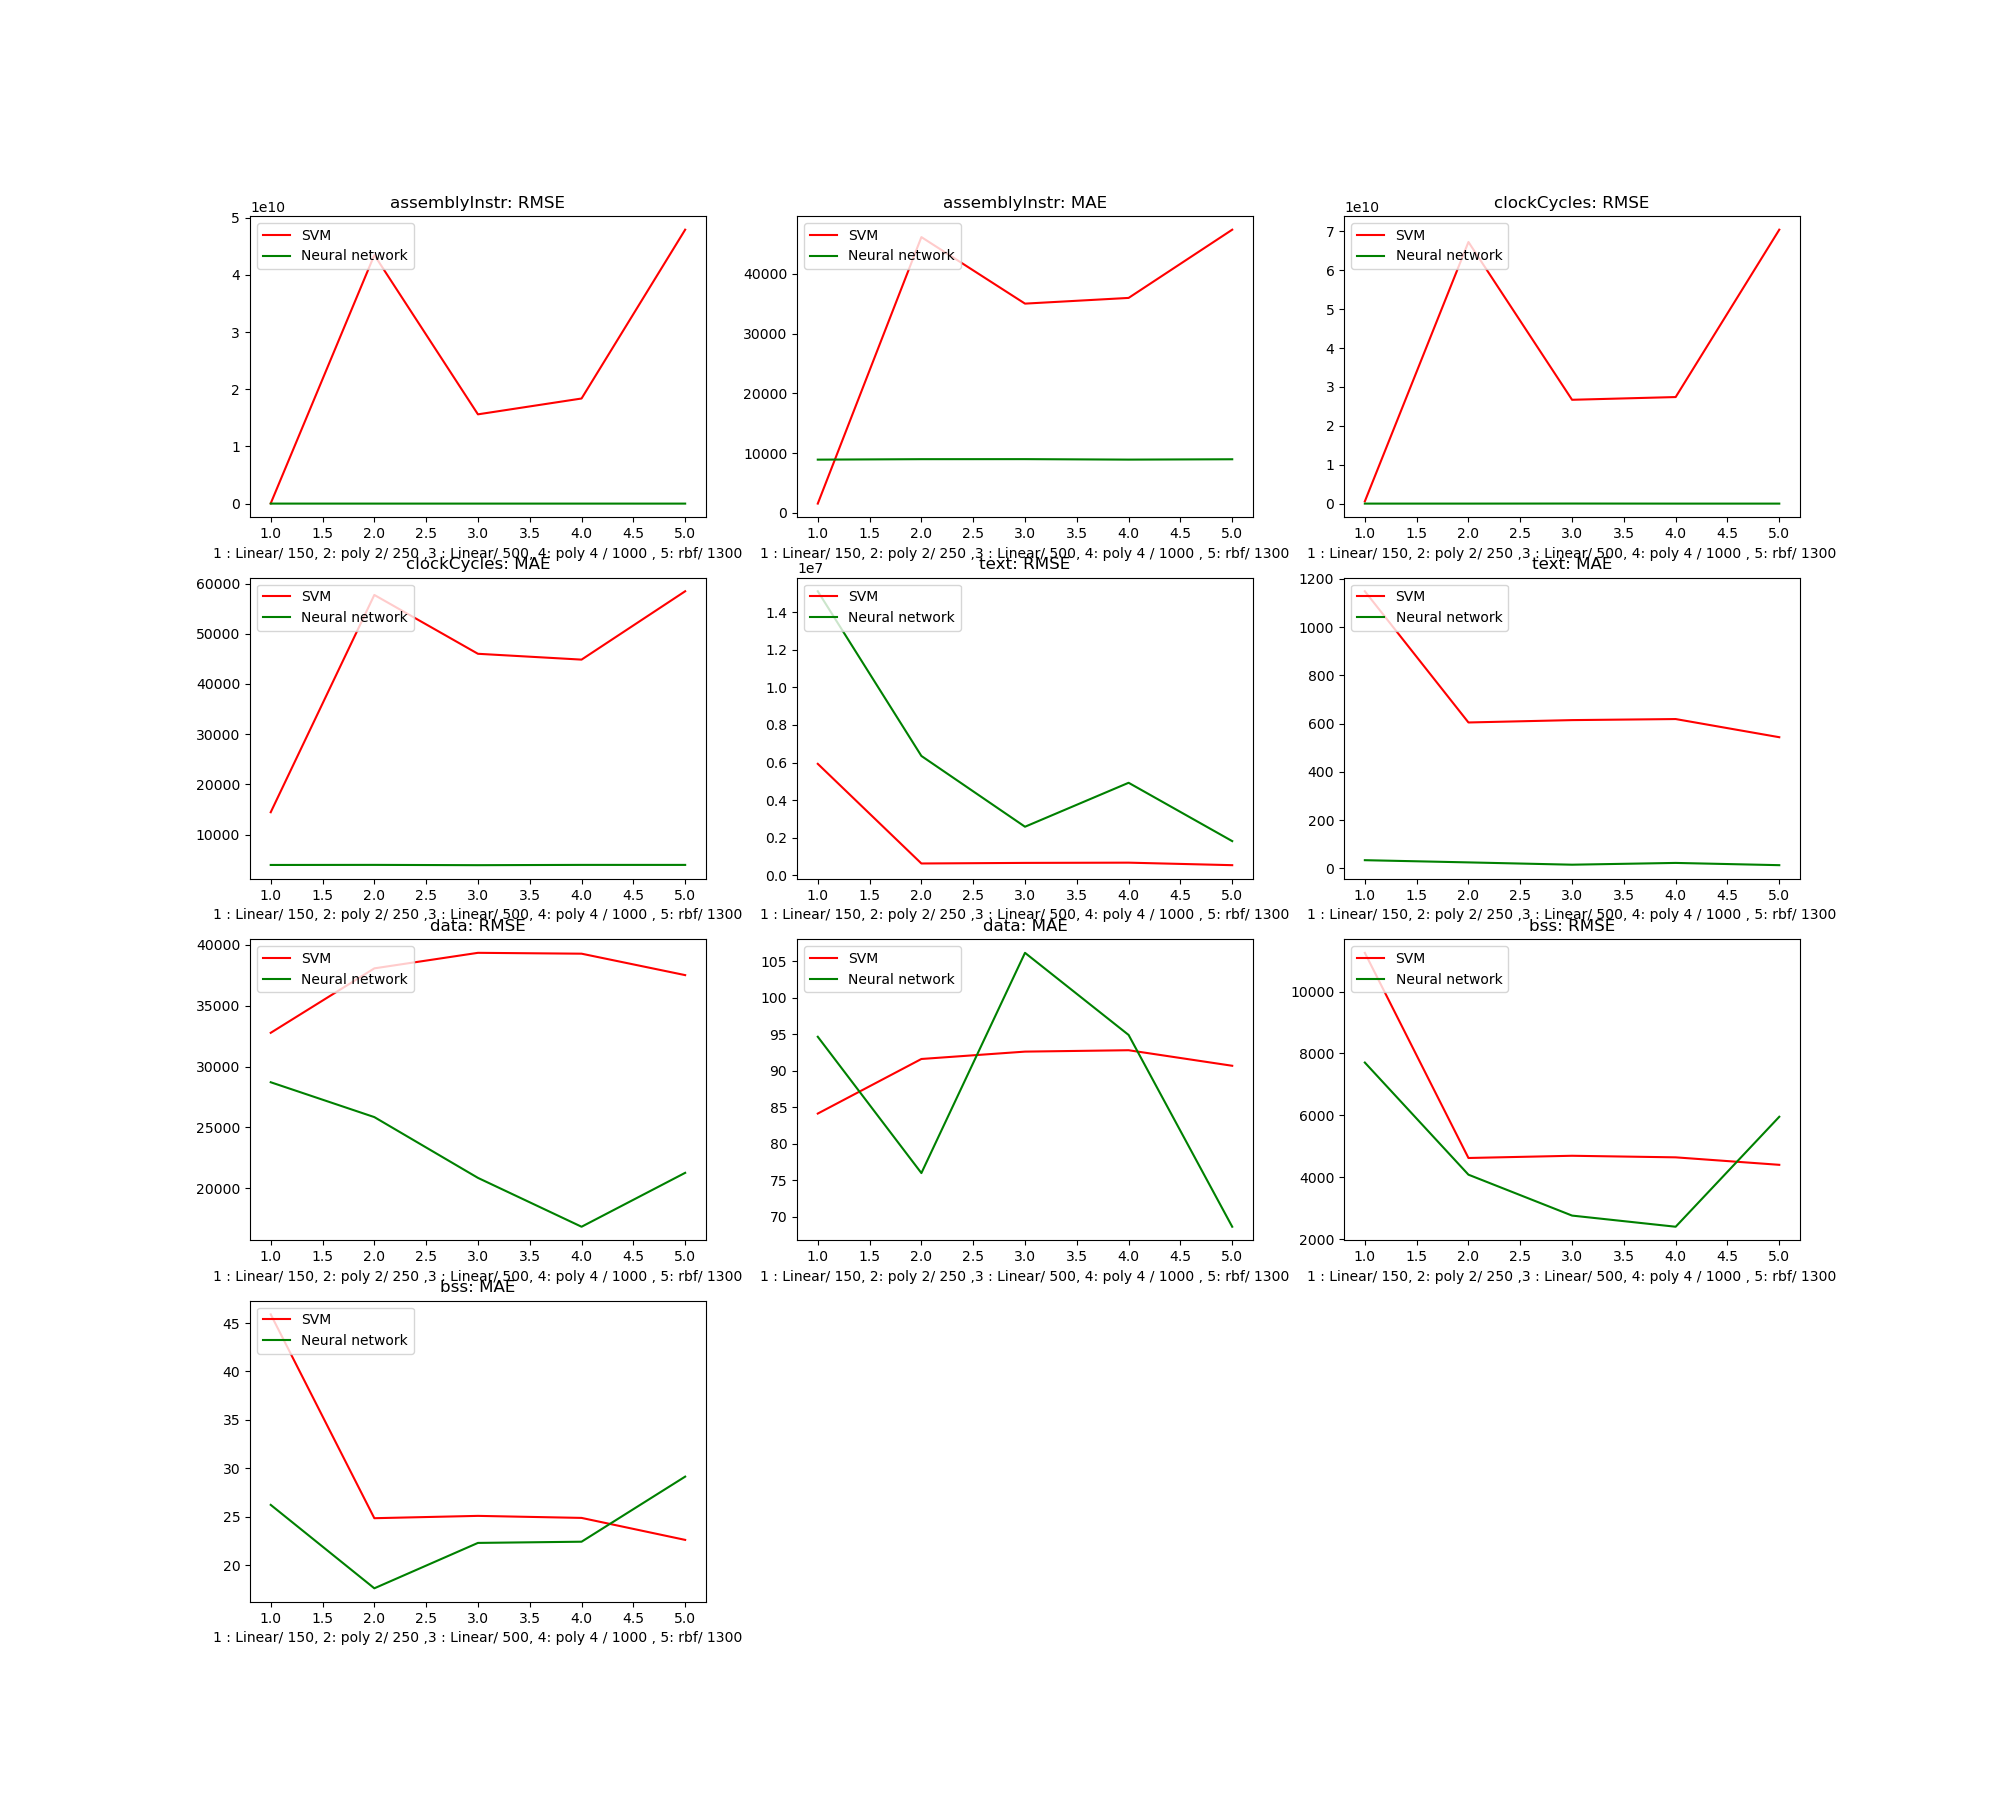 assemblyInstr: RMSE
1e10
5
4
3
2
1
0
SVM
Neural network
1.0 1.5 2.0 2.5 3.0 3.5 4.0 4.5 5.0
1 : Linear/ 150, 2: poly 2/ 250 ,3 : Linear/ 500, 4: poly 4 / 1000 , 5: rbf/ 1300
assemblyInstr: MAE
40000
30000
20000
10000
0
SVM
Neural network
1.0 1.5 2.0 2.5 3.0 3.5 4.0 4.5 5.0
1 : Linear/ 150, 2: poly 2/ 250 ,3 : Linear/ 500, 4: poly 4 / 1000 , 5: rbf/ 1300
clockCycles: RMSE
1e10
7
6
5
4
3
2
1
0
SVM
Neural network
1.0 1.5 2.0 2.5 3.0 3.5 4.0 4.5 5.0
1 : Linear/ 150, 2: poly 2/ 250 ,3 : Linear/ 500, 4: poly 4 / 1000 , 5: rbf/ 1300
clockCycles: MAE
60000
50000
40000
30000
20000
10000
SVM
Neural network
1.0 1.5 2.0 2.5 3.0 3.5 4.0 4.5 5.0
1 : Linear/ 150, 2: poly 2/ 250 ,3 : Linear/ 500, 4: poly 4 / 1000 , 5: rbf/ 1300
text: RMSE
1e7
1.4
1.2
1.0
0.8
0.6
0.4
0.2
0.0
SVM
Neural network
1.0 1.5 2.0 2.5 3.0 3.5 4.0 4.5 5.0
1 : Linear/ 150, 2: poly 2/ 250 ,3 : Linear/ 500, 4: poly 4 / 1000 , 5: rbf/ 1300
text: MAE
1200
1000
800
600
400
200
0
SVM
Neural network
1.0 1.5 2.0 2.5 3.0 3.5 4.0 4.5 5.0
1 : Linear/ 150, 2: poly 2/ 250 ,3 : Linear/ 500, 4: poly 4 / 1000 , 5: rbf/ 1300
data: RMSE
40000
35000
30000
25000
20000
SVM
Neural network
1.0 1.5 2.0 2.5 3.0 3.5 4.0 4.5 5.0
1 : Linear/ 150, 2: poly 2/ 250 ,3 : Linear/ 500, 4: poly 4 / 1000 , 5: rbf/ 1300
data: MAE
105
100
95
90
85
80
75
70
SVM
Neural network
1.0 1.5 2.0 2.5 3.0 3.5 4.0 4.5 5.0
1 : Linear/ 150, 2: poly 2/ 250 ,3 : Linear/ 500, 4: poly 4 / 1000 , 5: rbf/ 1300
bss: RMSE
10000
8000
6000
4000
2000
SVM
Neural network
1.0 1.5 2.0 2.5 3.0 3.5 4.0 4.5 5.0
1 : Linear/ 150, 2: poly 2/ 250 ,3 : Linear/ 500, 4: poly 4 / 1000 , 5: rbf/ 1300
bss: MAE
45
40
35
30
25
20
SVM
Neural network
1.0 1.5 2.0 2.5 3.0 3.5 4.0 4.5 5.0
1 : Linear/ 150, 2: poly 2/ 250 ,3 : Linear/ 500, 4: poly 4 / 1000 , 5: rbf/ 1300